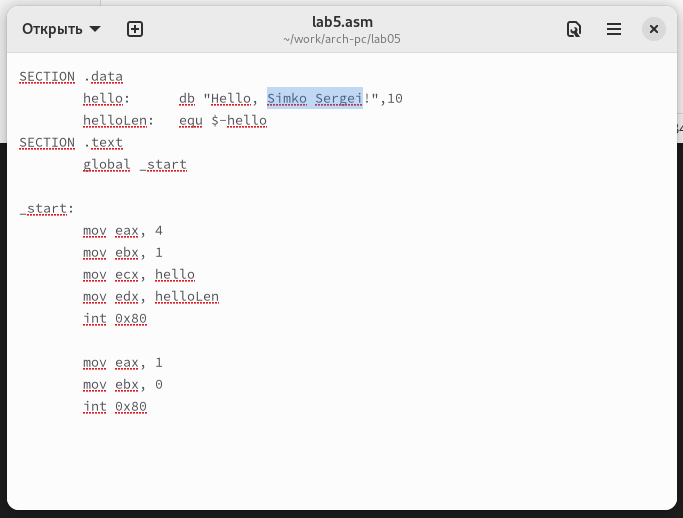 Открыть
lab5.asm
~/work/arch-pc/lab05
SECTION .data
hello: db "Hello, Simko Sergei!",10
helloLen: equ $-hello
SECTION .text
global _start
_start:
mov eax, 4
mov ebx, 1
mov ecx, hello
mov edx, helloLen
int 0x80
mov eax, 1
mov ebx, 0
int 0x80